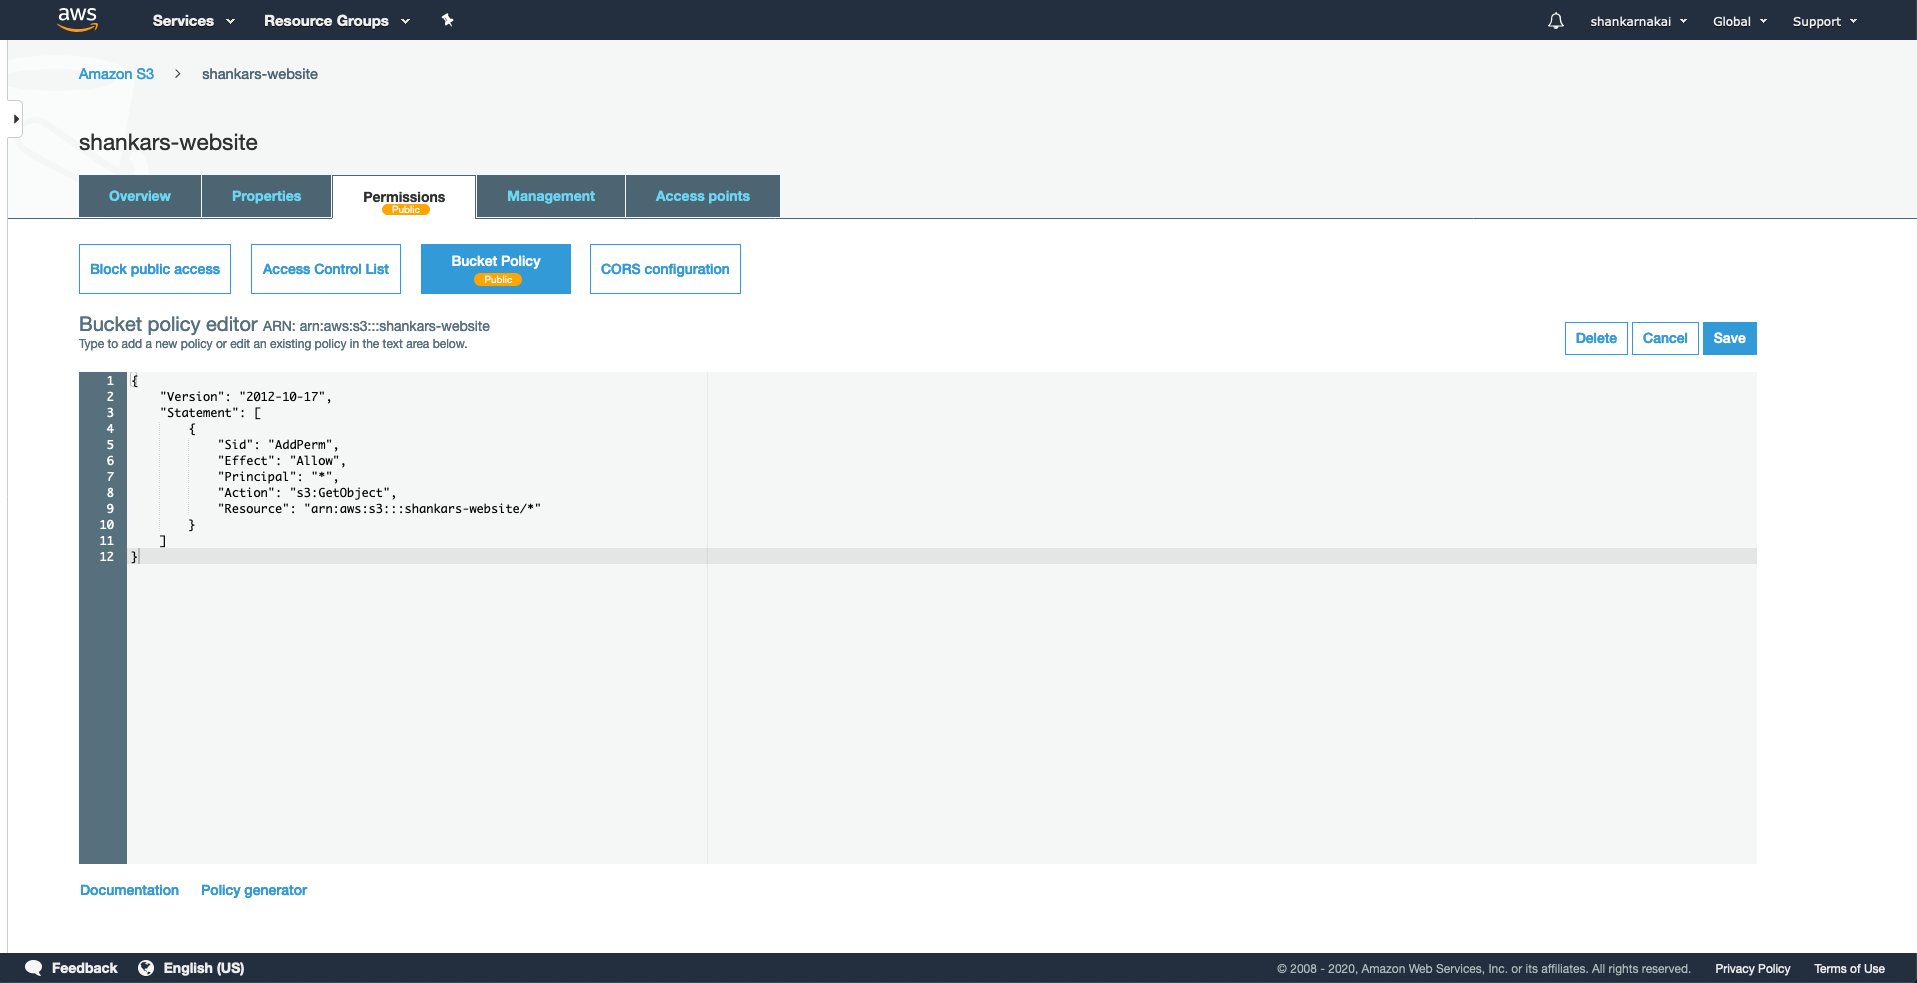 aws Services Resource Groups shankarnakai Global Support
Amazon S3 > shankars-website
shankars-website
Overview Properties Permissions Management Access points
Public
Block public access Access Control List Bucket Policy CORS configuration
Public
Bucket policy editor ARN: arn:aws:s3:::shankars-website
Type to add a new policy or edit an existing policy in the text area below.
Delete Cancel Save
1 {
2     "Version": "2012-10-17",
3     "Statement": [
4         {
5             "Sid": "AddPerm",
6             "Effect": "Allow",
7             "Principal": "*",
8             "Action": "s3:GetObject",
9             "Resource": "arn:aws:s3:::shankars-website/*"
10         }
11     ]
12 }
Documentation Policy generator
Feedback English (US) © 2008 - 2020, Amazon Web Services, Inc. or its affiliates. All rights reserved. Privacy Policy Terms of Use